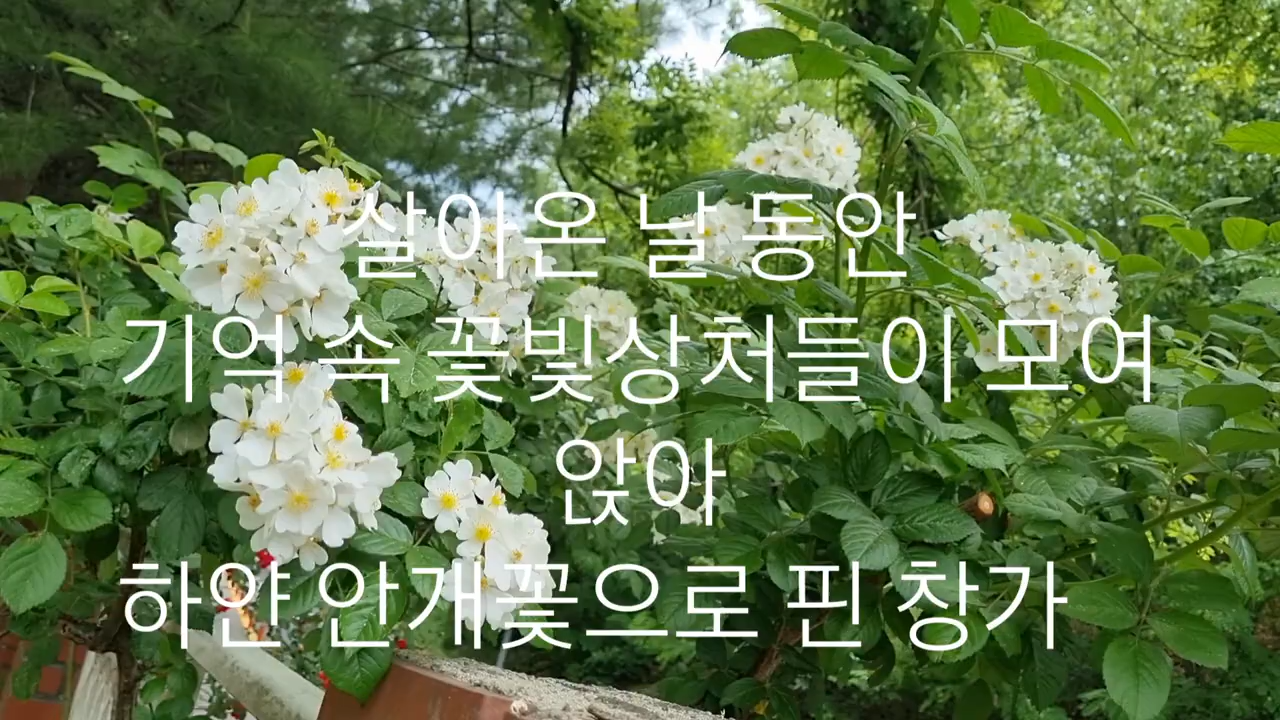 살아온 날 동안
기억 속 꽃빛상처들이 모여
앉아
하얀 안개꽃으로 핀 창가